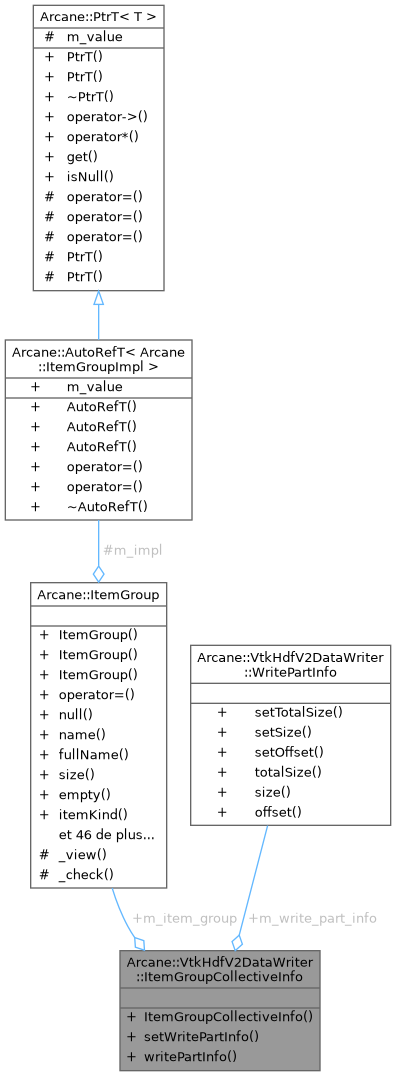 Arcane::PtrT< T >
# m_value
+ PtrT()
+ PtrT()
+ ~PtrT()
+ operator->()
+ operator*()
+ get()
+ isNull()
# operator=()
# operator=()
# operator=()
# PtrT()
# PtrT()
Arcane::AutoRefT< Arcane
::ItemGroupImpl >
+ m_value
+ AutoRefT()
+ AutoRefT()
+ AutoRefT()
+ operator=()
+ operator=()
+ ~AutoRefT()
#m_impl
Arcane::ItemGroup
+ ItemGroup()
+ ItemGroup()
+ ItemGroup()
+ operator=()
+ null()
+ name()
+ fullName()
+ size()
+ empty()
+ itemKind()
et 46 de plus...
# _view()
# _check()
Arcane::VtkHdfV2DataWriter
::WritePartInfo
+ setTotalSize()
+ setSize()
+ setOffset()
+ totalSize()
+ size()
+ offset()
+m_item_group
+m_write_part_info
Arcane::VtkHdfV2DataWriter
::ItemGroupCollectiveInfo
+ ItemGroupCollectiveInfo()
+ setWritePartInfo()
+ writePartInfo()